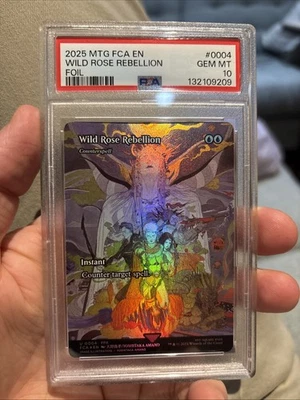 2025 MTG FCA EN #0004
WILD ROSE REBELLION GEM MT
FOIL 10
PSA 132109209
Wild Rose Rebellion
Counterspell
Instant
Counter target spell.